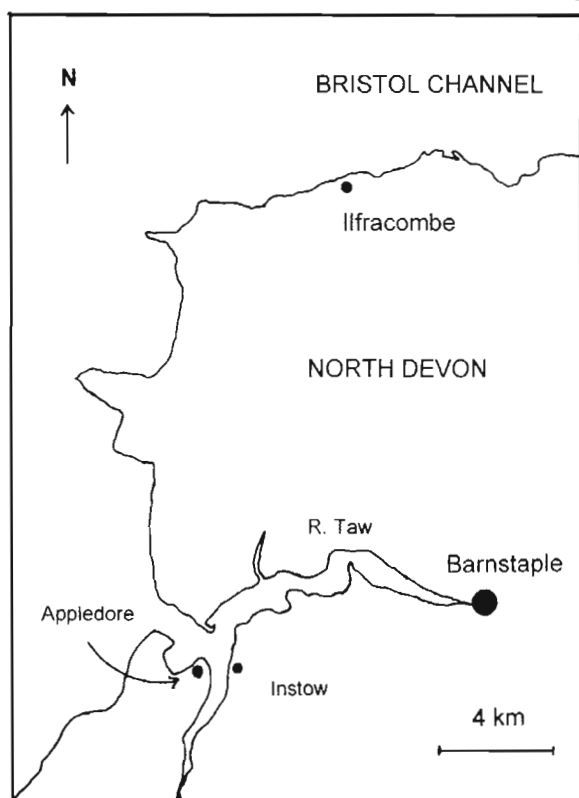 N
BRISTOL CHANNEL
Ilfracombe
NORTH DEVON
R. Taw
Barnstaple
Appledore
Instow
4 km